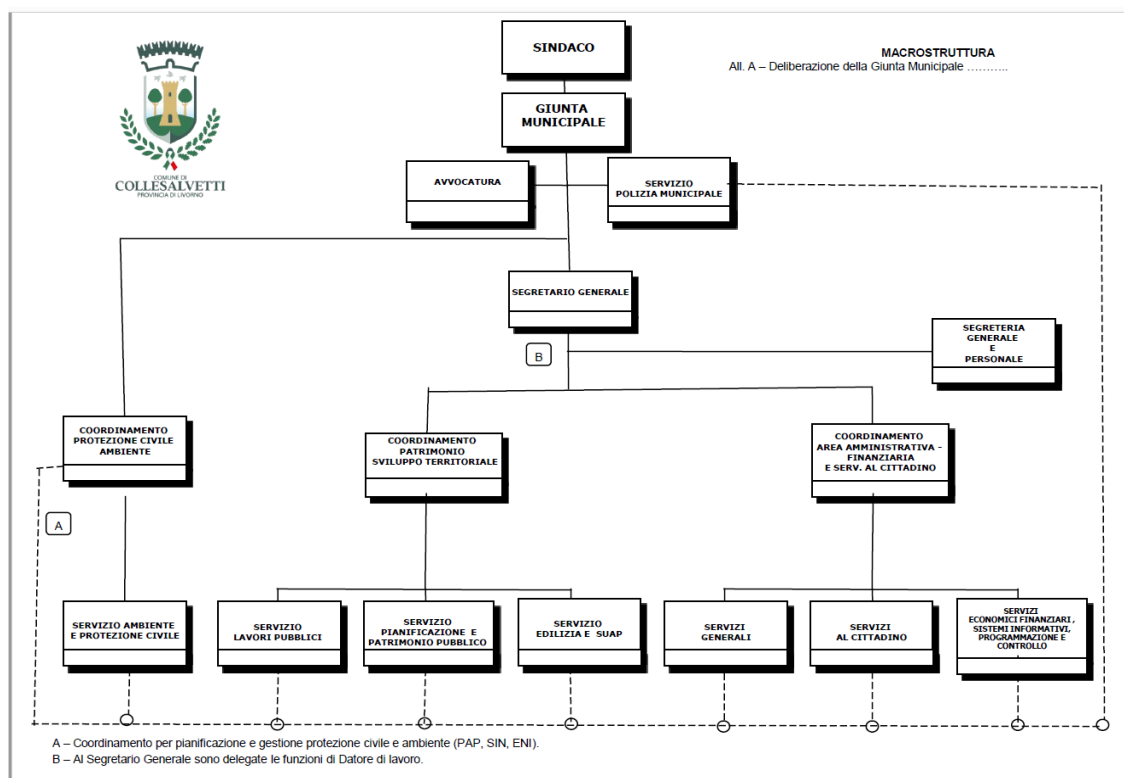 SINDACO
MACROSTRUTTURA
All. A – Deliberazione della Giunta Municipale ……….
GIUNTA
MUNICIPALE
COMUNE DI
COLLESALVETTI
PROVINCIA DI LIVORNO
AVVOCATURA
SERVIZIO
POLIZIA MUNICIPALE
SEGRETARIO GENERALE
B
SEGRETERIA
GENERALE
E
PERSONALE
COORDINAMENTO
PROTEZIONE CIVILE
AMBIENTE
COORDINAMENTO
PATRIMONIO
SVILUPPO TERRITORIALE
COORDINAMENTO
AREA AMMINISTRATIVA -
FINANZIARIA
E SERV. AL CITTADINO
A
SERVIZIO AMBIENTE
E PROTEZIONE CIVILE
SERVIZIO
LAVORI PUBBLICI
SERVIZIO
PIANIFICAZIONE E
PATRIMONIO PUBBLICO
SERVIZIO
EDILIZIA E SUAP
SERVIZI
GENERALI
SERVIZI
AL CITTADINO
SERVIZI
ECONOMICI FINANZIARI,
SISTEMI INFORMATIVI,
PROGRAMMAZIONE E
CONTROLLO
A – Coordinamento per pianificazione e gestione protezione civile e ambiente (PAP, SIN, ENI).
B – Al Segretario Generale sono delegate le funzioni di Datore di lavoro.